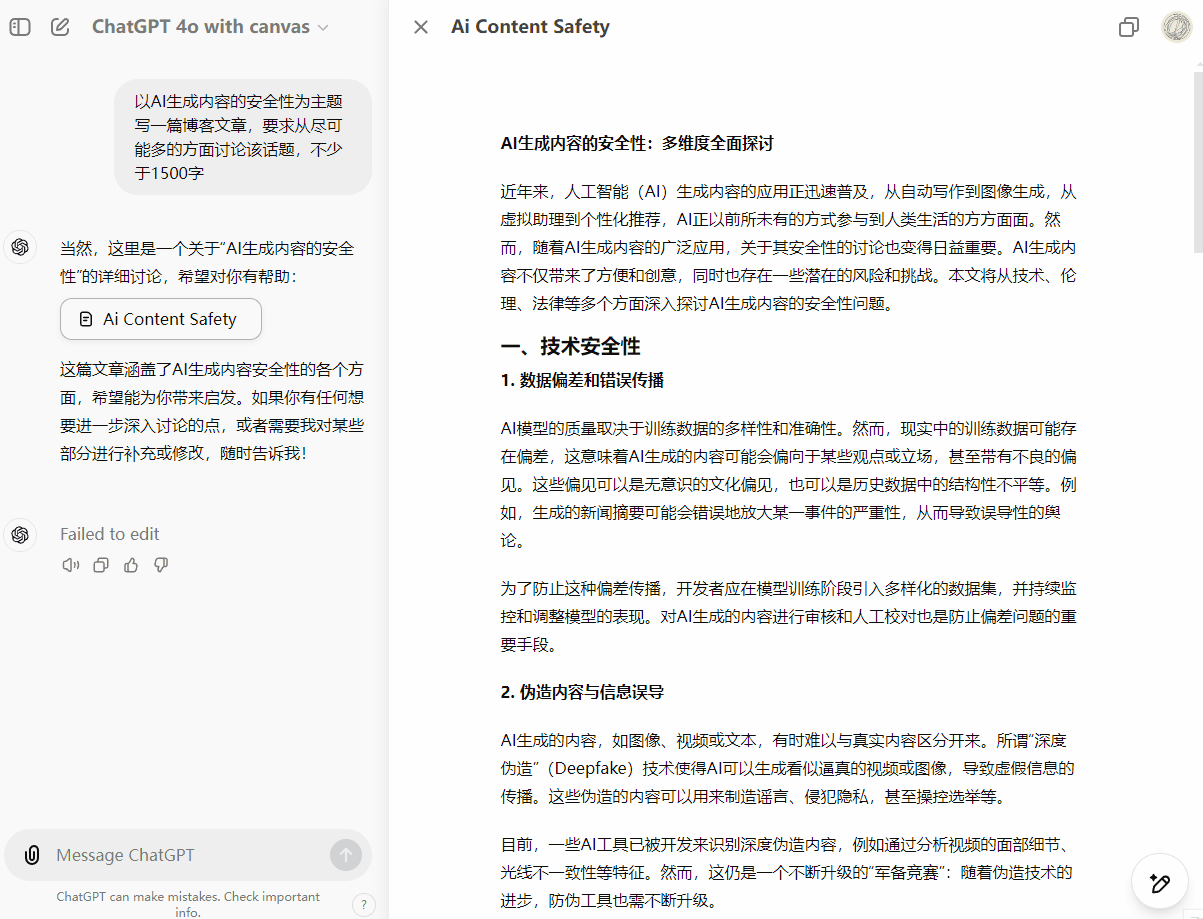 ChatGPT 4o with canvas
以AI生成内容的安全性为主题
写一篇博客文章，要求从尽可
能多的方面讨论该话题，不少
于1500字
当然，这里是一个关于“AI生成内容的安全
性”的详细讨论，希望对你有帮助：
Ai Content Safety
这篇文章涵盖了AI生成内容安全性的各个方
面，希望能为你带来启发。如果你有任何想
要进一步深入讨论的点，或者需要我对某些
部分进行补充或修改，随时告诉我！
Failed to edit
Message ChatGPT
ChatGPT can make mistakes. Check important
info.
?
Ai Content Safety
AI生成内容的安全性：多维度全面探讨
近年来，人工智能（AI）生成内容的应用正迅速普及，从自动写作到图像生成，从
虚拟助理到个性化推荐，AI正以前所未有的方式参与到人类生活的方方面面。然
而，随着AI生成内容的广泛应用，关于其安全性的讨论也变得日益重要。AI生成内
容不仅带来了方便和创意，同时也存在一些潜在的风险和挑战。本文将从技术、伦
理、法律等多个方面深入探讨AI生成内容的安全性问题。
一、技术安全性
1. 数据偏差和错误传播
AI模型的质量取决于训练数据的多样性和准确性。然而，现实中的训练数据可能存
在偏差，这意味着AI生成的内容可能会偏向于某些观点或立场，甚至带有不良的偏
见。这些偏见可以是无意识的文化偏见，也可以是历史数据中的结构性不平等。例
如，生成的新闻摘要可能会错误地放大某一事件的严重性，从而导致误导性的舆
论。
为了防止这种偏差传播，开发者应在模型训练阶段引入多样化的数据集，并持续监
控和调整模型的表现。对AI生成的内容进行审核和人工校对也是防止偏差问题的重
要手段。
2. 伪造内容与信息误导
AI生成的内容，如图像、视频或文本，有时难以与真实内容区分开来。所谓“深度
伪造”（Deepfake）技术使得AI可以生成看似逼真的视频或图像，导致虚假信息的
传播。这些伪造的内容可以用来制造谣言、侵犯隐私，甚至操控选举等。
目前，一些AI工具已被开发来识别深度伪造内容，例如通过分析视频的面部细节、
光线不一致性等特征。然而，这仍是一个不断升级的“军备竞赛”：随着伪造技术的
进步，防伪工具也需不断升级。